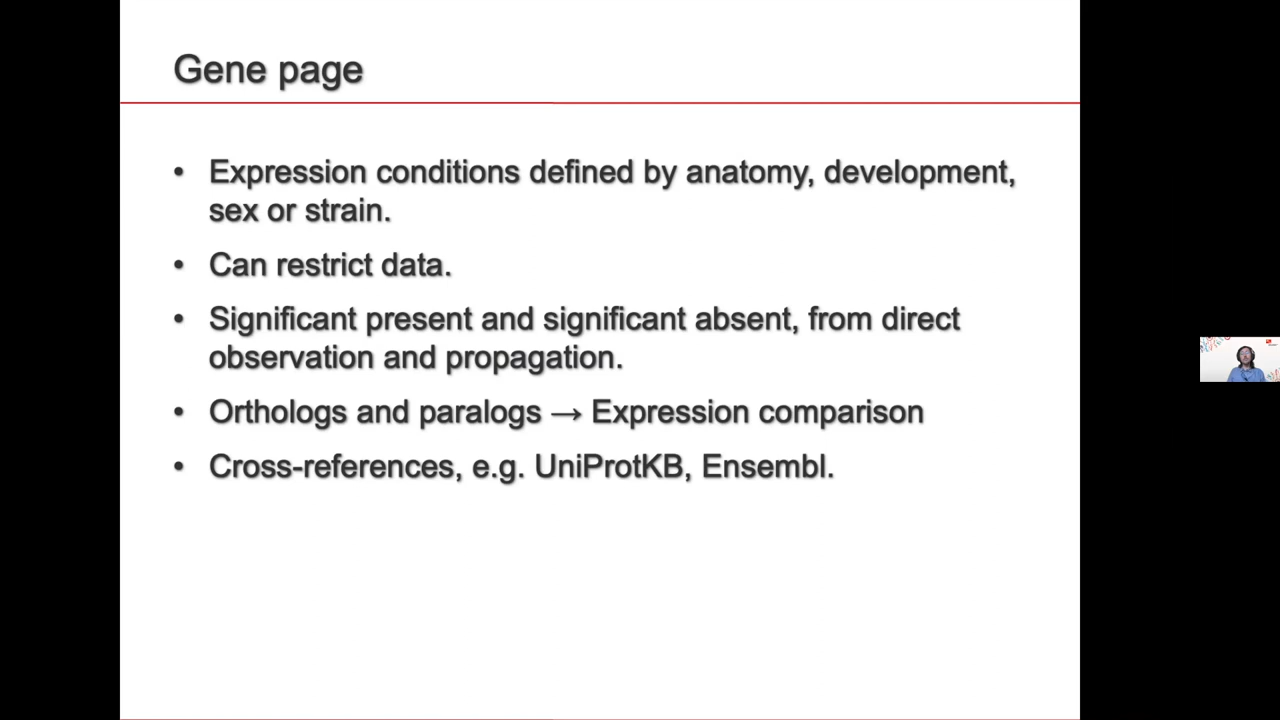 Gene page
• Expression conditions defined by anatomy, development,
sex or strain.
• Can restrict data.
• Significant present and significant absent, from direct
observation and propagation.
• Orthologs and paralogs → Expression comparison
• Cross-references, e.g. UniProtKB, Ensembl.